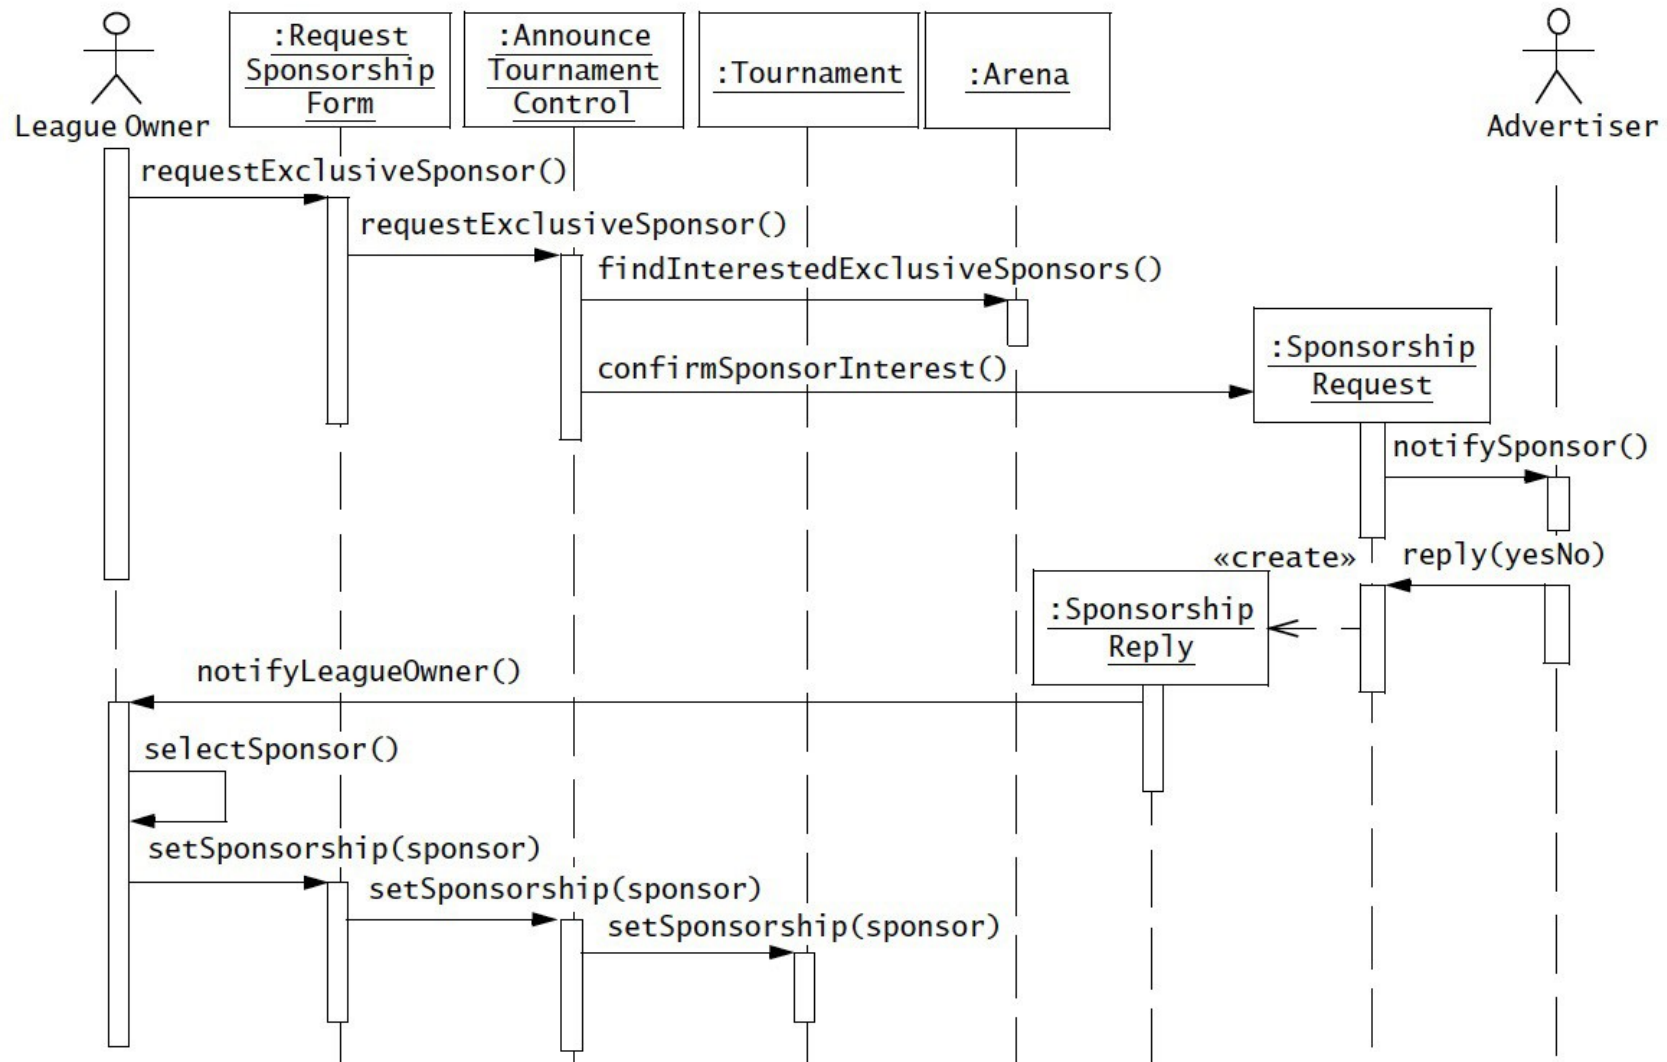 :Request
Sponsorship
Form
:Announce
Tournament
Control
:Tournament
:Arena
League Owner
Advertiser
requestExclusiveSponsor()
requestExclusiveSponsor()
findInterestedExclusiveSponsors()
:Sponsorship
Request
confirmSponsorInterest()
notifySponsor()
«create»
reply(yesNo)
:Sponsorship
Reply
notifyLeagueOwner()
selectSponsor()
setSponsorship(sponsor)
setSponsorship(sponsor)
setSponsorship(sponsor)